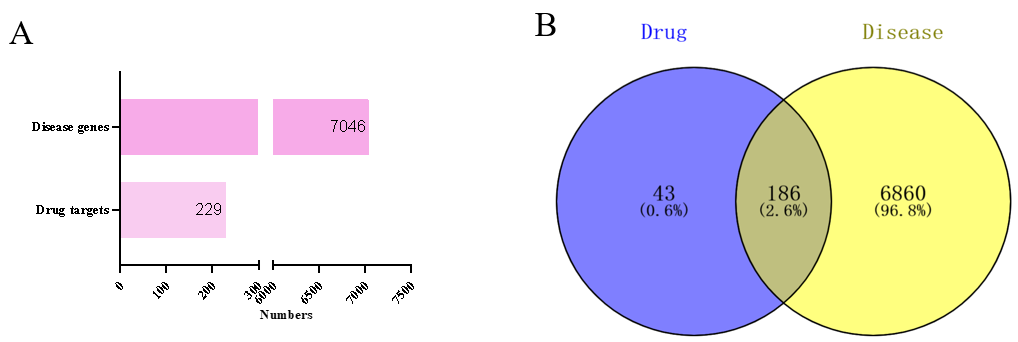 A
Disease genes
7046
Drug targets
229
0
100
200
300
6000
6500
7000
7500
Numbers
B
Drug
Disease
43
(0.6%)
186
(2.6%)
6860
(96.8%)